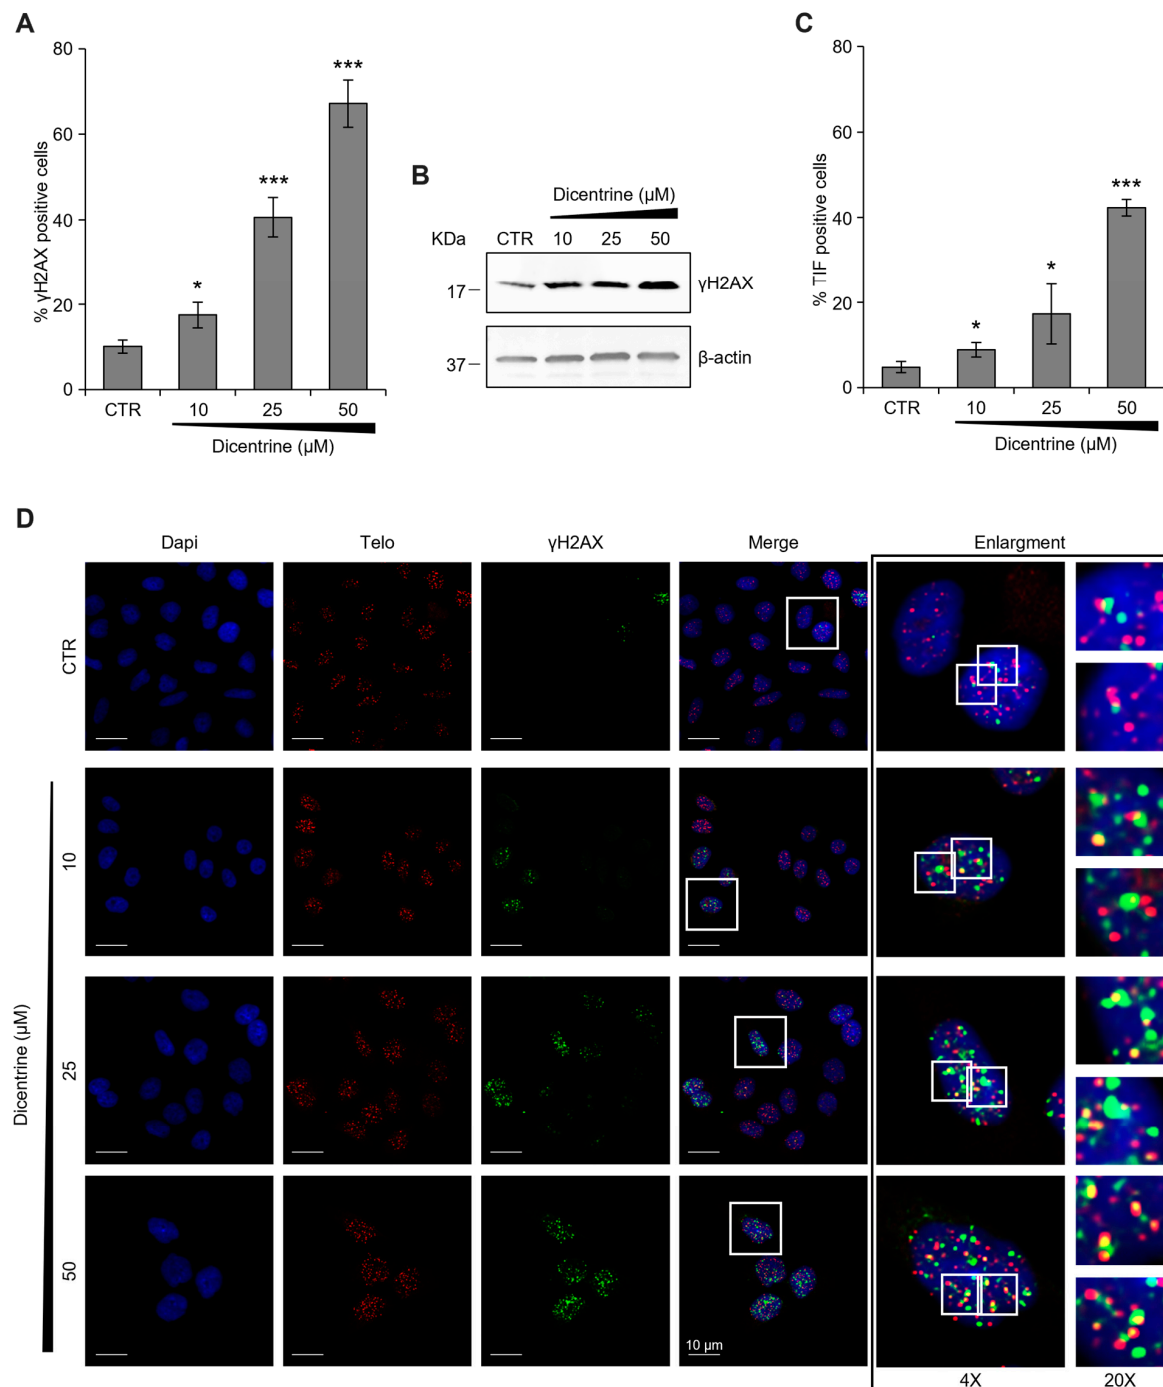 A
80
60
40
20
0
% γH2AX positive cells
*
***
***
CTR
10
25
50
Dicentrine (μM)
B
Dicentrine (μM)
KDa
CTR
10
25
50
17
γH2AX
37
β-actin
C
80
60
40
20
0
% TIF positive cells
*
*
***
CTR
10
25
50
Dicentrine (μM)
D
Dapi
Telo
γH2AX
Merge
Enlargment
CTR
10
25
50
Dicentrine (μM)
10 μm
4X
20X